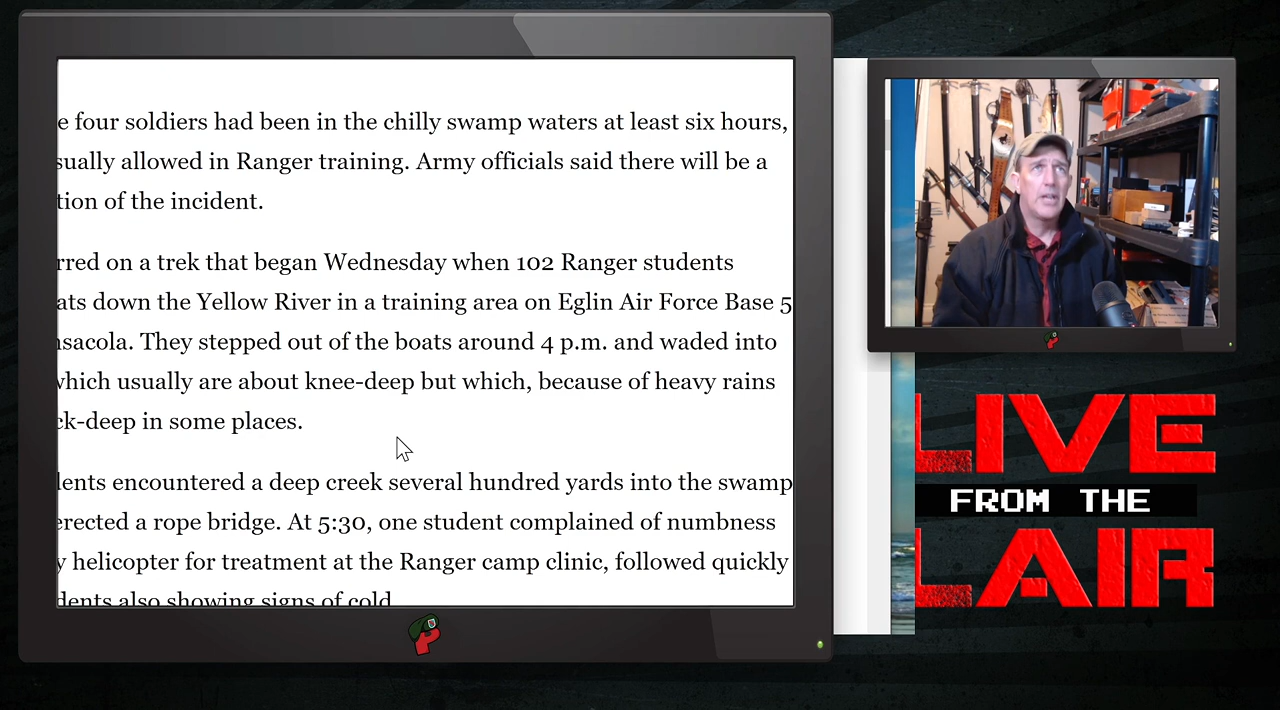 e four soldiers had been in the chilly swamp waters at least six hours,
sually allowed in Ranger training. Army officials said there will be a
tion of the incident.
rred on a trek that began Wednesday when 102 Ranger students
ats down the Yellow River in a training area on Eglin Air Force Base 5
nsacola. They stepped out of the boats around 4 p.m. and waded into
which usually are about knee-deep but which, because of heavy rains
ck-deep in some places.
dents encountered a deep creek several hundred yards into the swamp
erected a rope bridge. At 5:30, one student complained of numbness
y helicopter for treatment at the Ranger camp clinic, followed quickly
dents also showing signs of cold
LIVE
FROM THE
LAIR